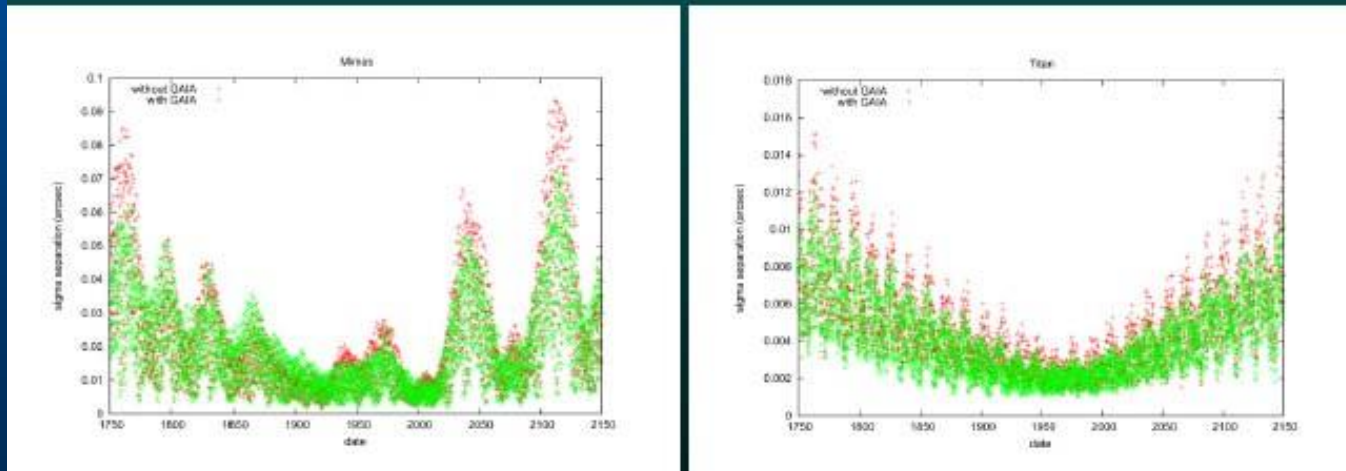 Mimas
without GAIA
with GAIA
0.1
0.09
0.08
0.07
0.06
0.05
0.04
0.03
0.02
0.01
0
sigma separation (arcsec)
1750 1800 1850 1900 1950 2000 2050 2100 2150
date
Titan
without GAIA
with GAIA
0.018
0.016
0.014
0.012
0.01
0.008
0.006
0.004
0.002
0
sigma separation (arcsec)
1750 1800 1850 1900 1950 2000 2050 2100 2150
date